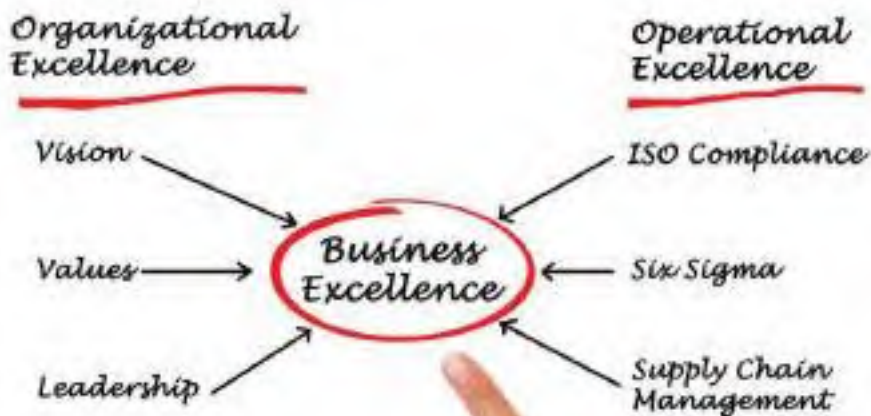 Organizational
Excellence
Operational
Excellence
Vision
ISO Compliance
Values
Business
Excellence
Six Sigma
Leadership
Supply Chain
Management